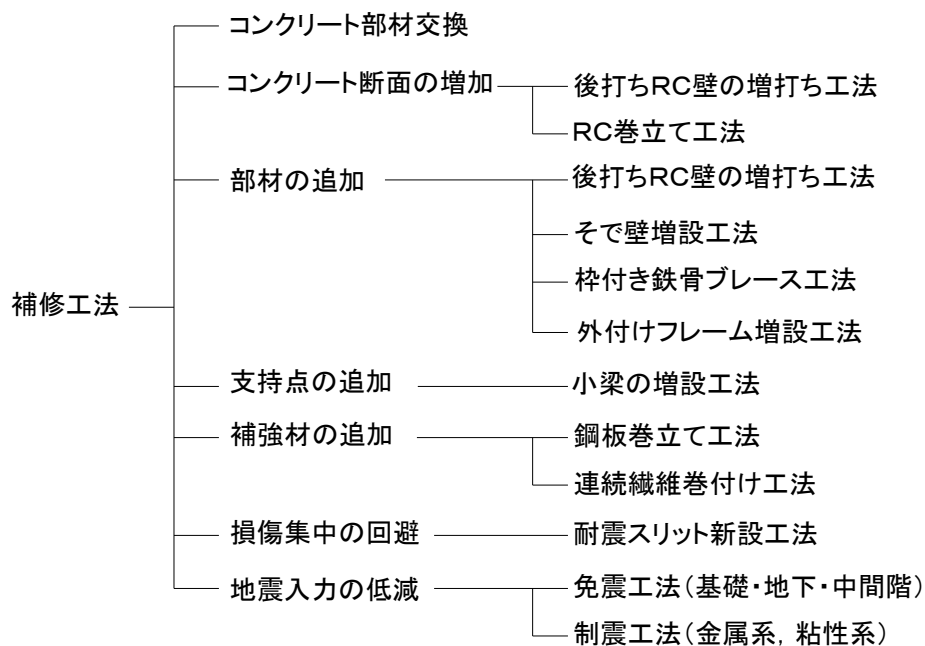 コンクリート部材交換
コンクリート断面の増加
後打ちRC壁の増打ち工法
RC巻立て工法
部材の追加
後打ちRC壁の増打ち工法
そで壁増設工法
枠付き鉄骨ブレース工法
外付けフレーム増設工法
補修工法
支持点の追加
小梁の増設工法
補強材の追加
鋼板巻立て工法
連続繊維巻付け工法
損傷集中の回避
耐震スリット新設工法
地震入力の低減
免震工法(基礎・地下・中間階)
制震工法(金属系, 粘性系)